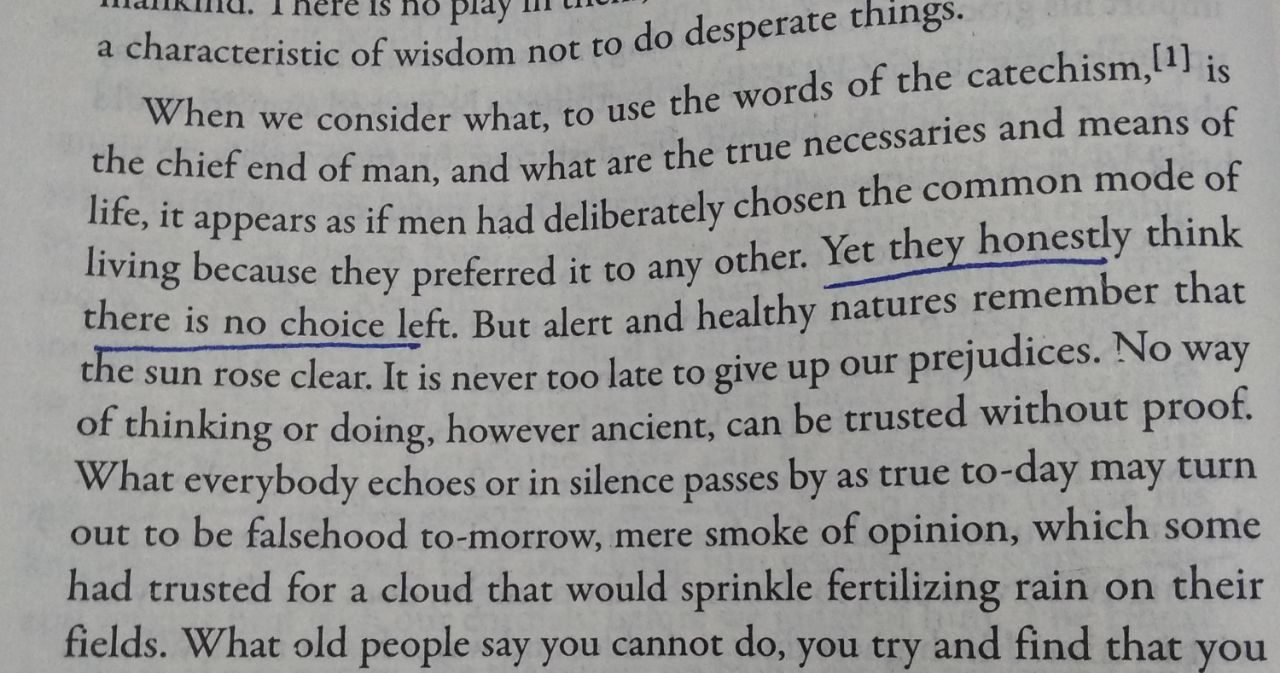 mankind. There is no play in
a characteristic of wisdom not to do desperate things.
When we consider what, to use the words of the catechism,[1] is
the chief end of man, and what are the true necessaries and means of
life, it appears as if men had deliberately chosen the common mode of
living because they preferred it to any other. Yet they honestly think
there is no choice left. But alert and healthy natures remember that
the sun rose clear. It is never too late to give up our prejudices. No way
of thinking or doing, however ancient, can be trusted without proof.
What everybody echoes or in silence passes by as true to-day may turn
out to be falsehood to-morrow, mere smoke of opinion, which some
had trusted for a cloud that would sprinkle fertilizing rain on their
fields. What old people say you cannot do, you try and find that you